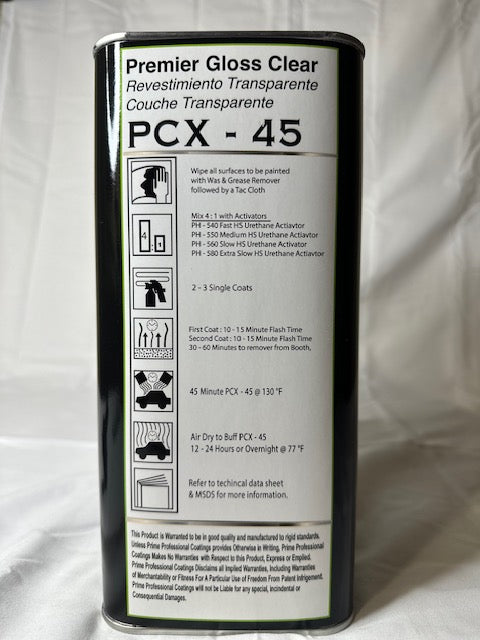 Premier Gloss Clear
Revestimiento Transparente
Couche Transparente
PCX - 45
Wipe all surfaces to be painted
with Was & Grease Remover
followed by a Tac Cloth
4:1
Mix 4 : 1 with Activators
PHI - 540 Fast HS Urethane Actiavtor
PHI - 550 Medium HS Urethane Actiavtor
PHI - 560 Slow HS Urethane Activator
PHI - 580 Extra Slow HS Urethane Actiavtor
2 - 3 Single Coats
First Coat : 10 - 15 Minute Flash Time
Second Coat : 10 - 15 Minute Flash Time
30 - 60 Minutes to remover from Booth,
45 Minute PCX - 45 @ 130 °F
Air Dry to Buff PCX - 45
12 - 24 Hours or Overnight @ 77 °F
Refer to techincal data sheet
& MSDS for more information.
This Product is Warranted to be in good quality and manufactured to rigid standards.
Unless Prime Professional Coatings provides Otherwise in Writing, Prime Professional
Coatings Makes No Warranties with Respect to this Product, Express or Emplied.
Prime Professional Coatings Disclaims all Implied Warranties, Including Warranties
of Merchantability or Fitness For A Particular Use of Freedom From Patent Infrigement.
Prime Professional Coatings will not be Liable for any special, incidental or
Consequential Damages.